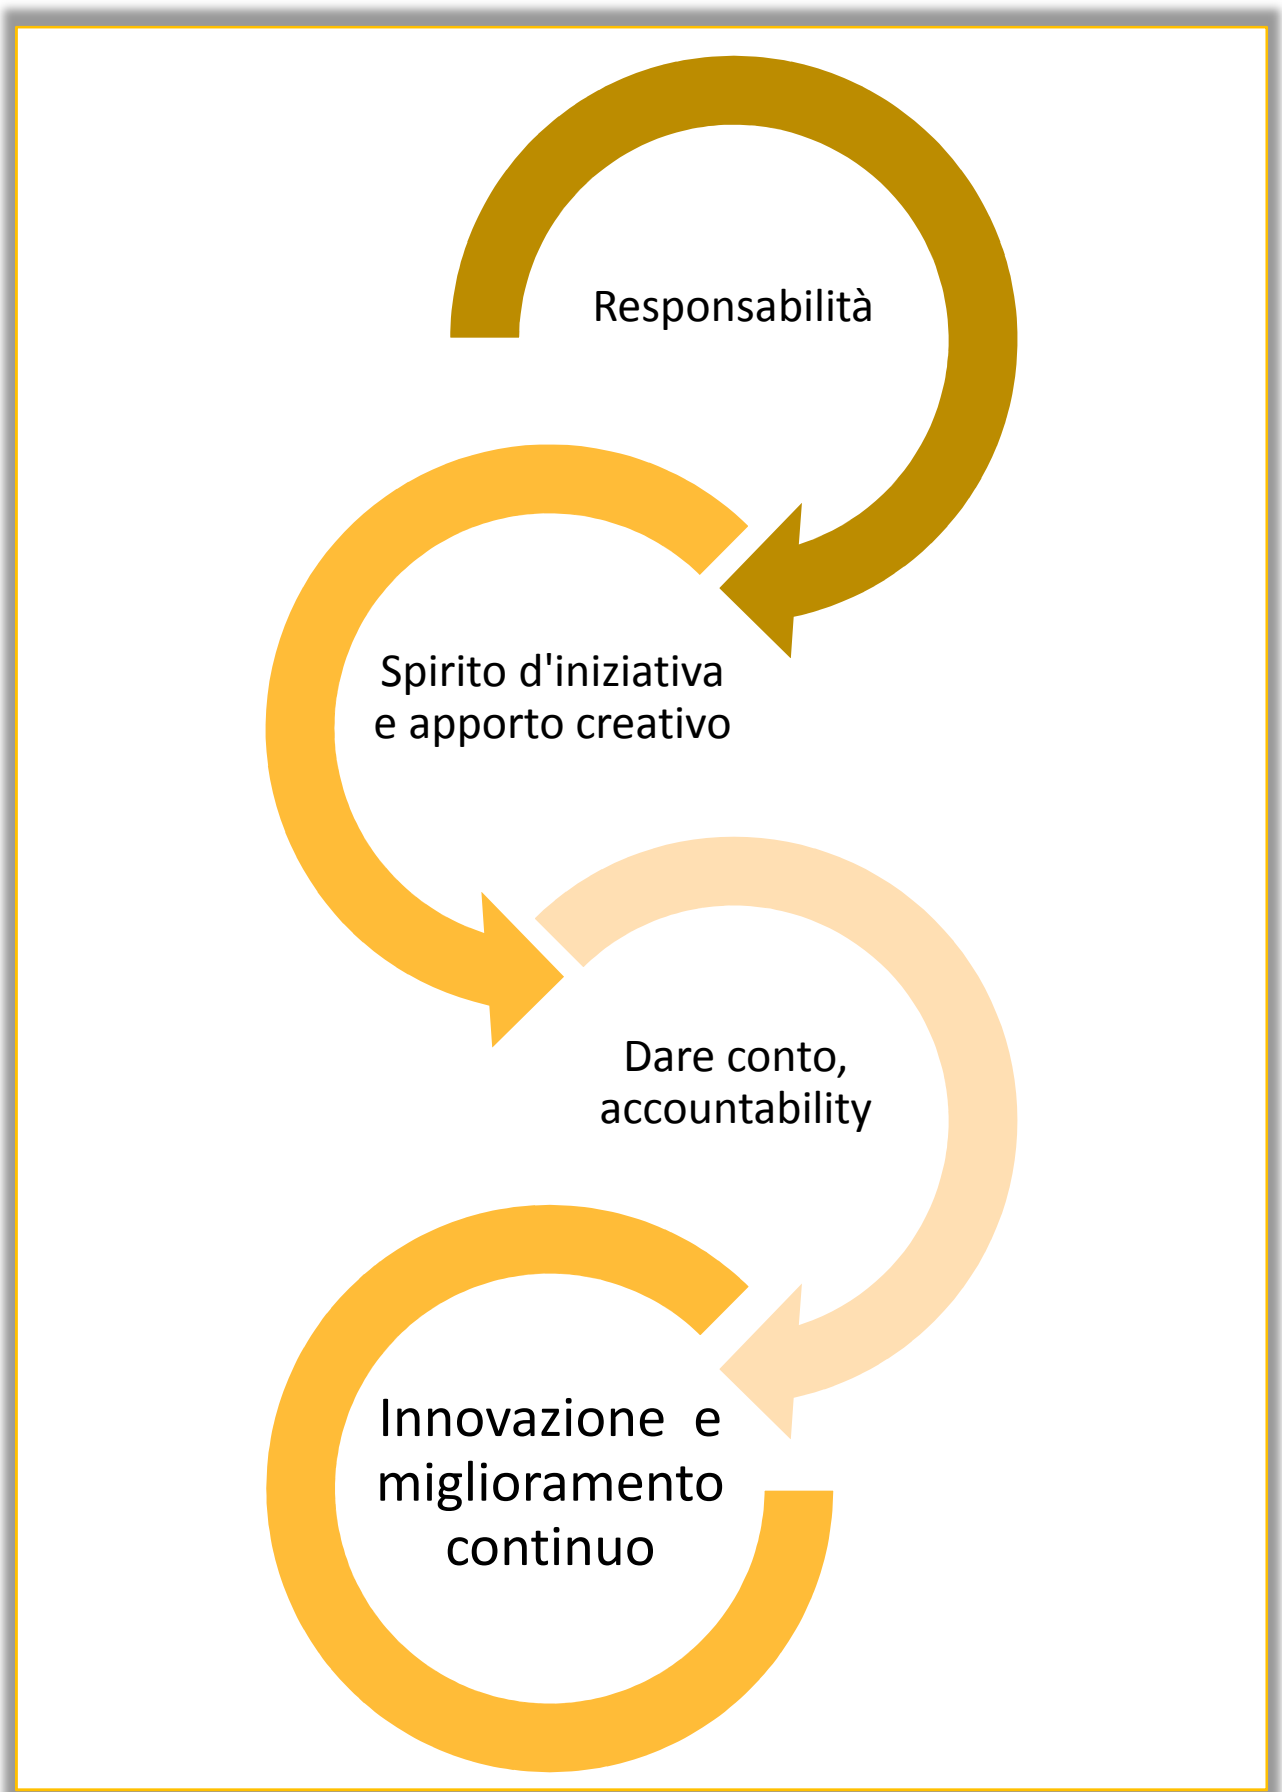 Responsabilità
Spirito d'iniziativa
e apporto creativo
Dare conto,
accountability
Innovazione e
miglioramento
continuo